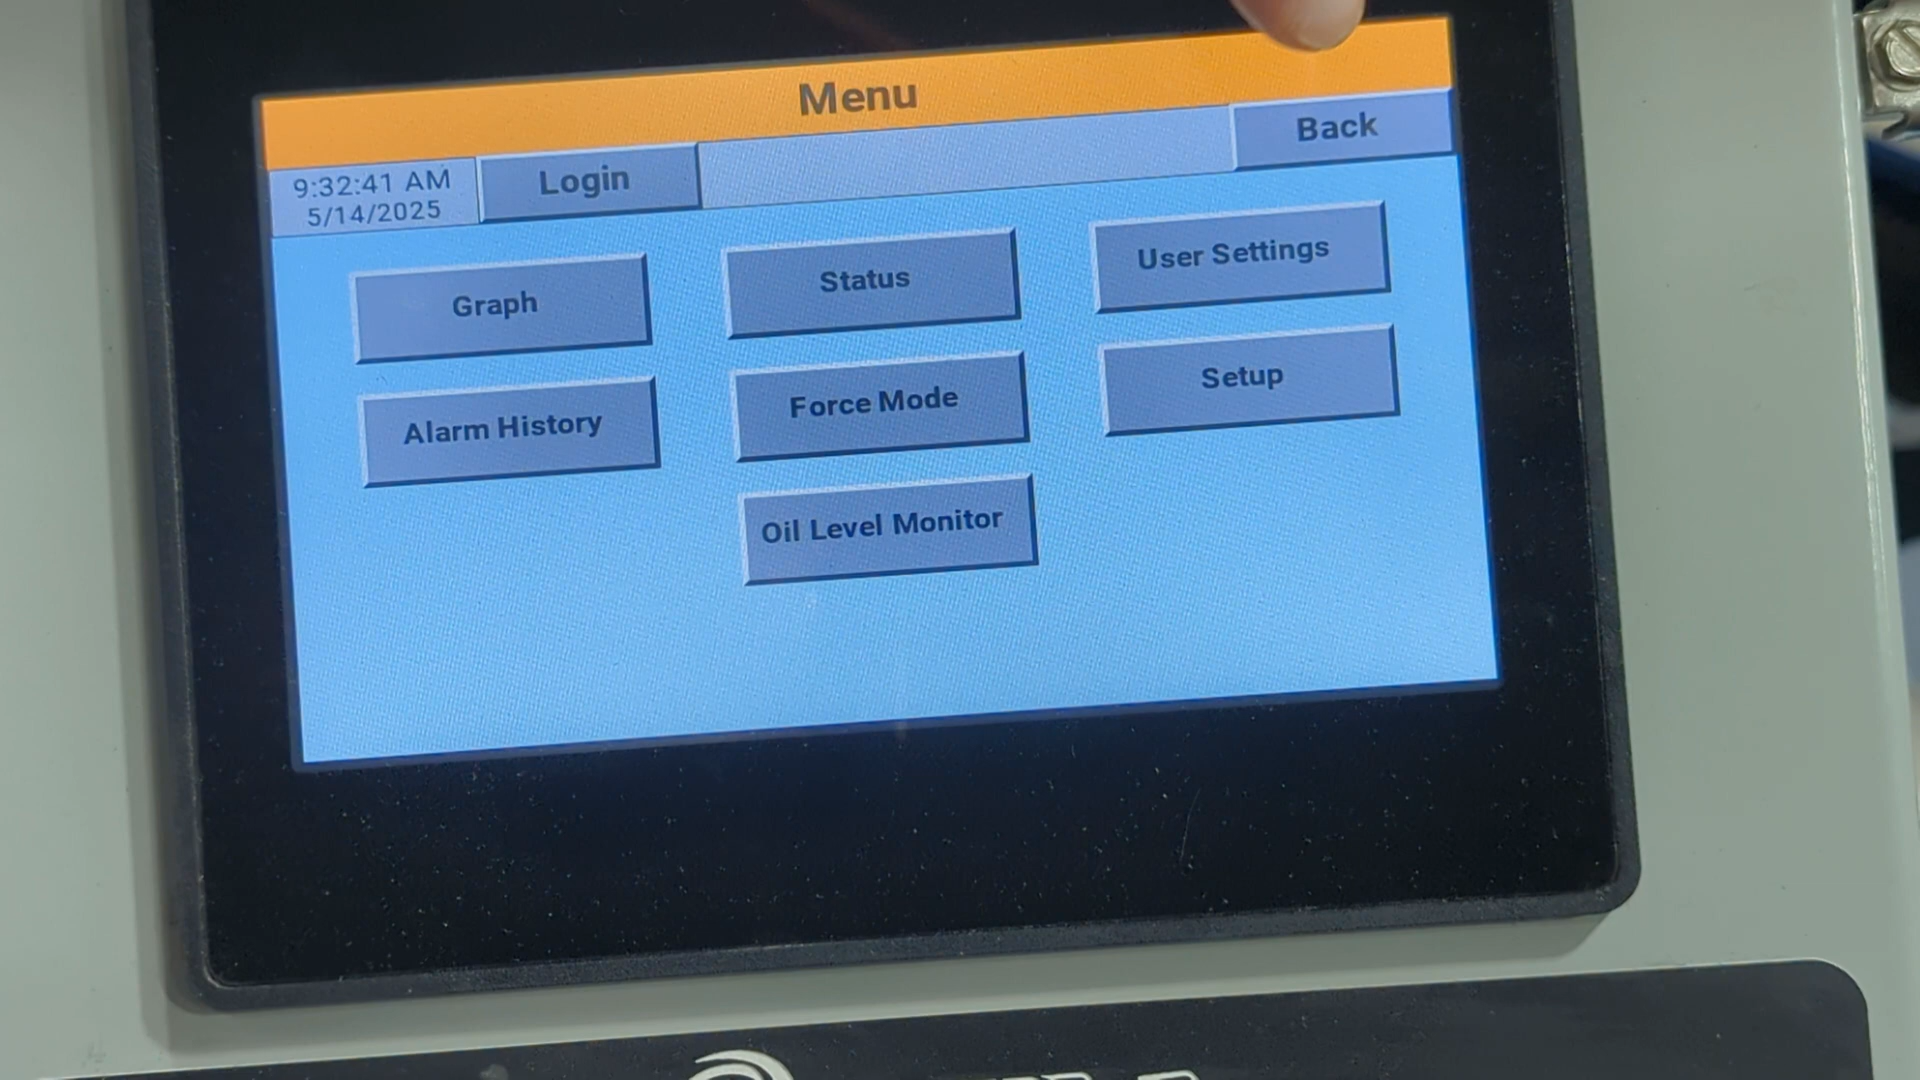 Menu
Back
Login
9:32:41 AM
5/14/2025
Graph
Status
User Settings
Alarm History
Force Mode
Setup
Oil Level Monitor